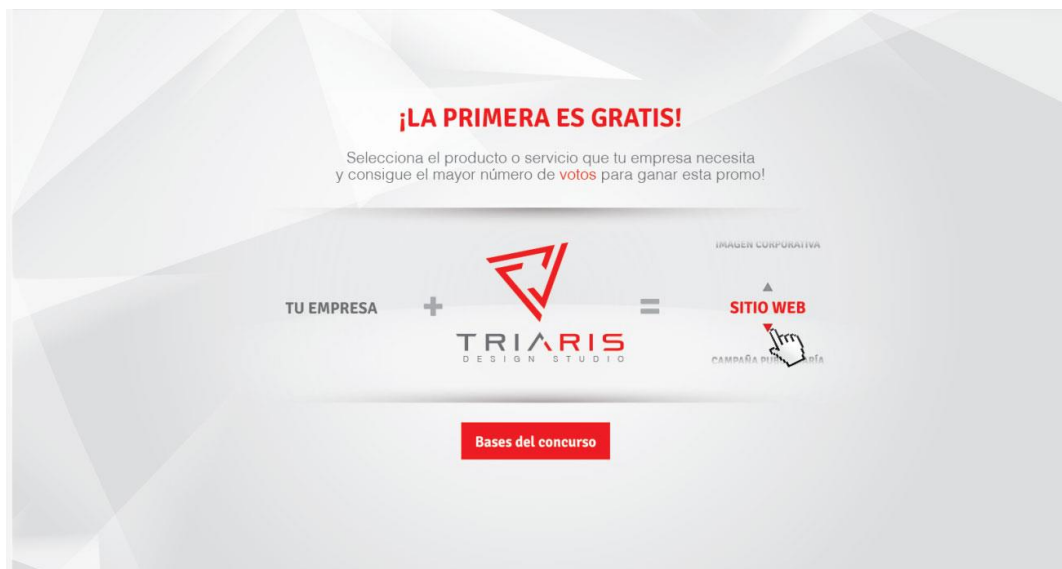 ¡LA PRIMERA ES GRATIS!
Selecciona el producto o servicio que tu empresa necesita
y consigue el mayor número de votos para ganar esta promo!
IMAGEN CORPORATIVA
TU EMPRESA + TRIARIS = SITIO WEB
DESIGN STUDIO
CAMPAÑA
Bases del concurso